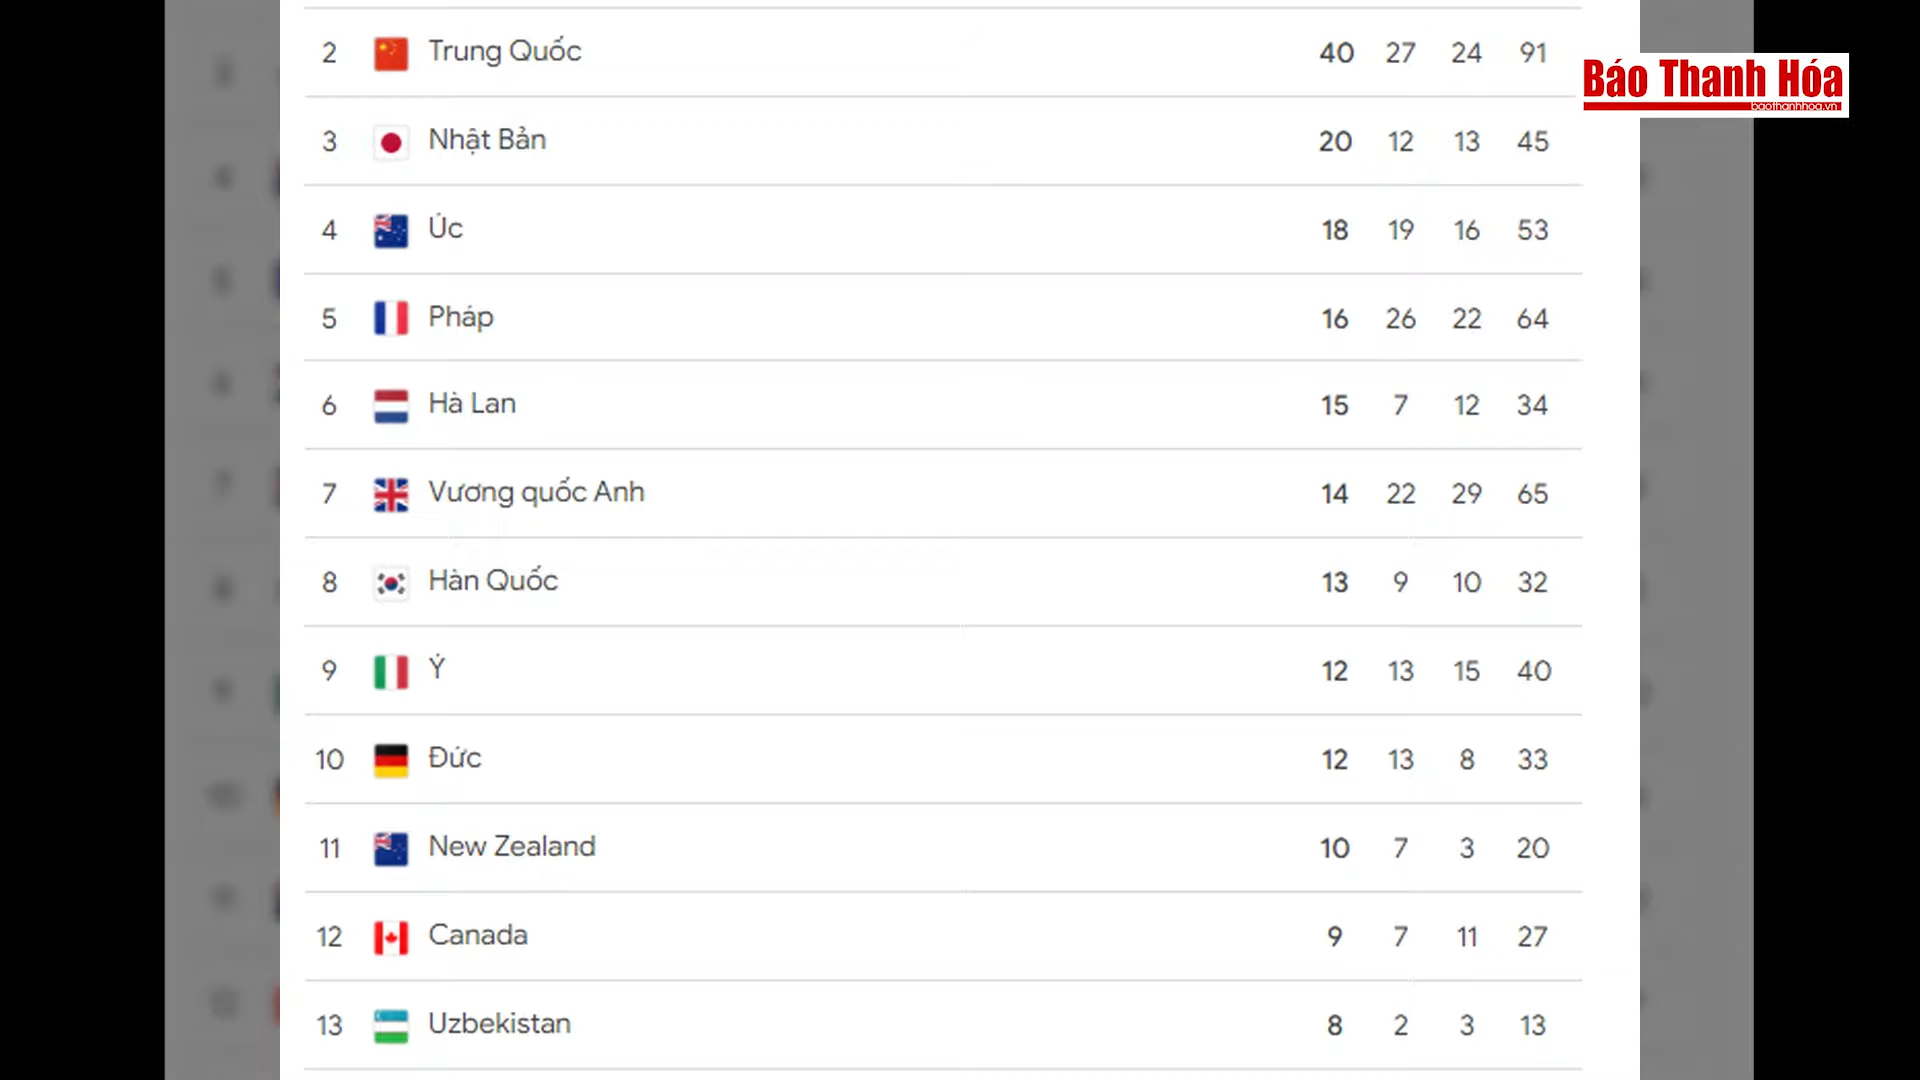 2 Trung Quốc 40 27 24 91
Báo Thanh Hóa
baothanhhoa.vn
3 Nhật Bản 20 12 13 45
4 Úc 18 19 16 53
5 Pháp 16 26 22 64
6 Hà Lan 15 7 12 34
7 Vương quốc Anh 14 22 29 65
8 Hàn Quốc 13 9 10 32
9 Ý 12 13 15 40
10 Đức 12 13 8 33
11 New Zealand 10 7 3 20
12 Canada 9 7 11 27
13 Uzbekistan 8 2 3 13